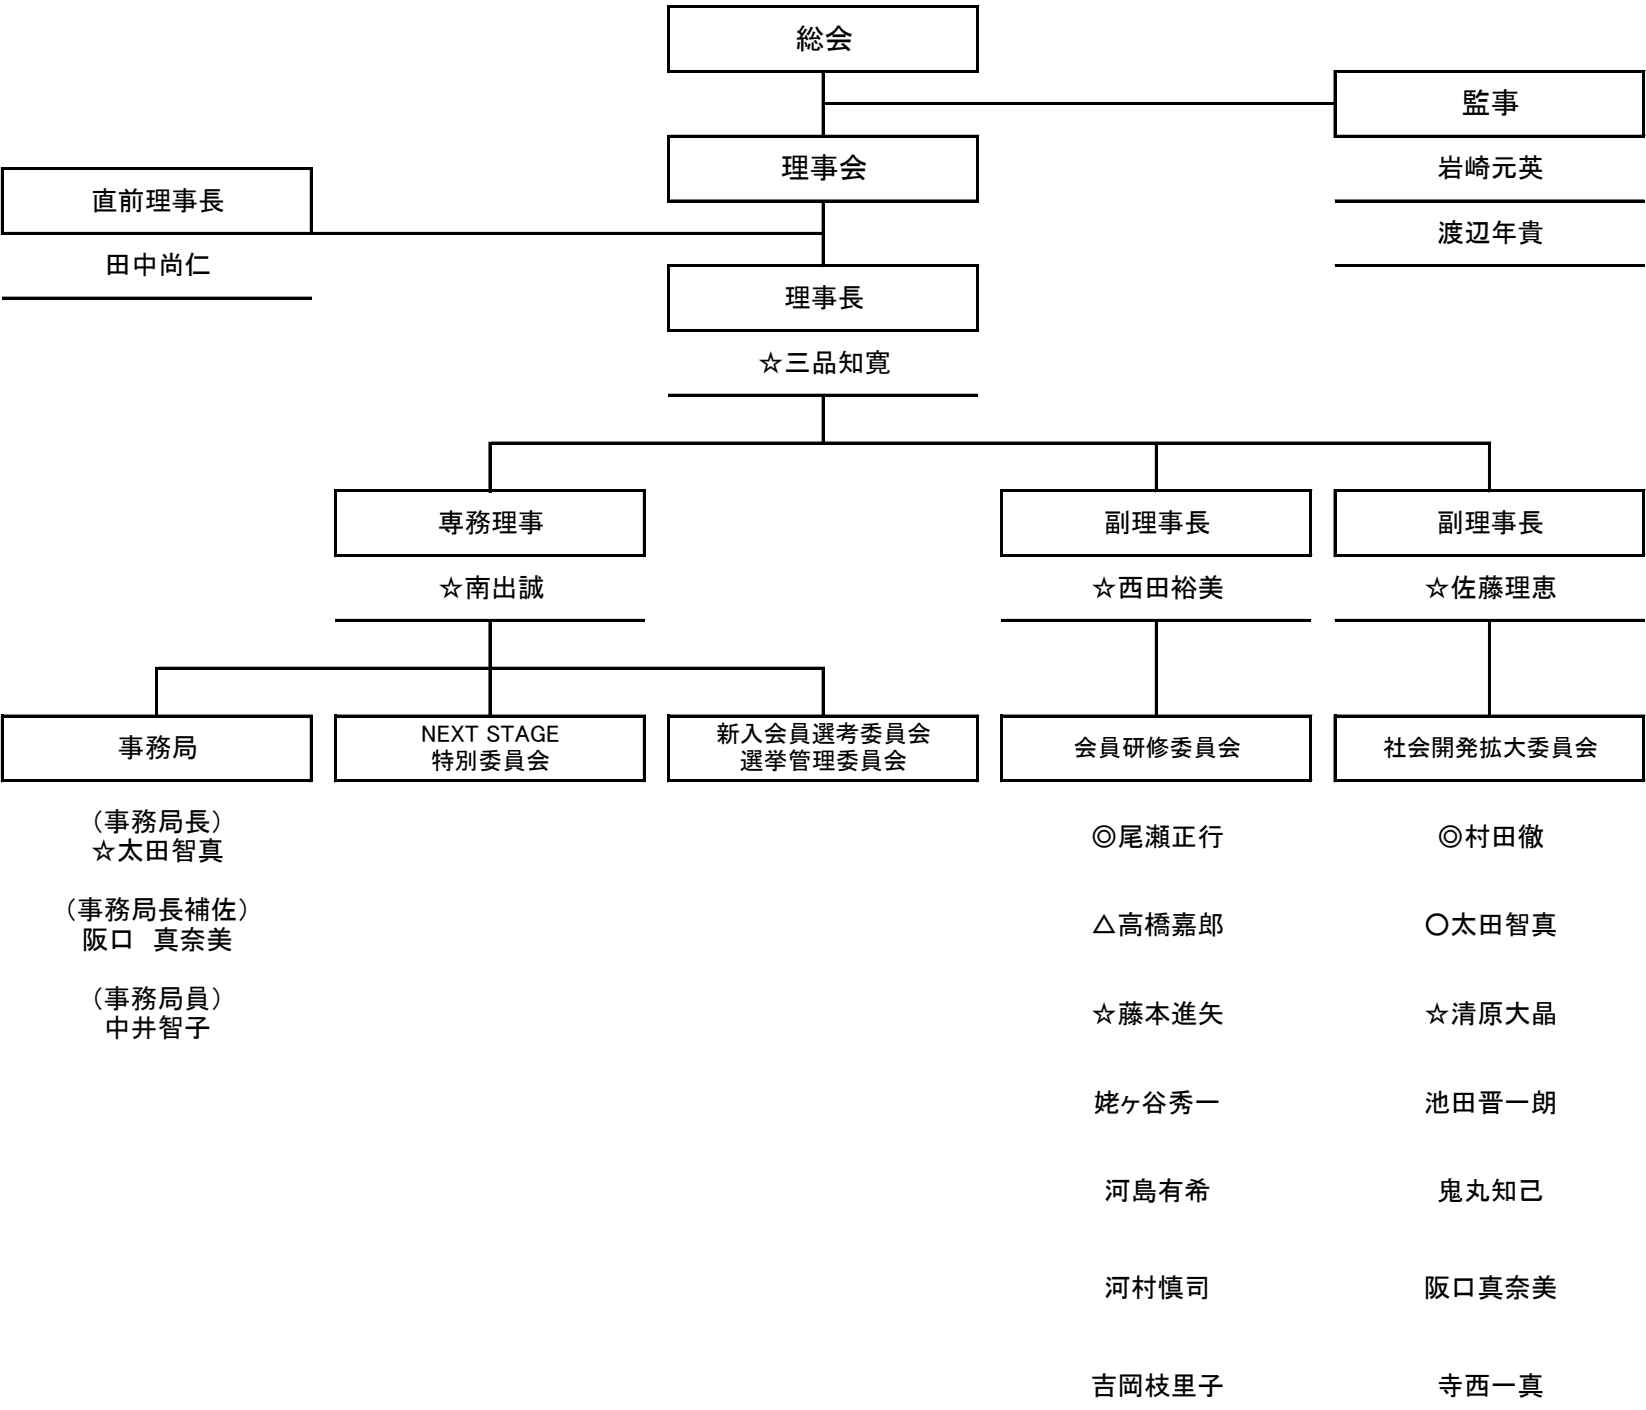 総会
監事
理事会
岩崎元英
直前理事長
渡辺年貴
田中尚仁
理事長
☆三品知寛
専務理事
副理事長
副理事長
☆南出誠
☆西田裕美
☆佐藤理恵
事務局
NEXT STAGE
特別委員会
新入会員選考委員会
選挙管理委員会
会員研修委員会
社会開発拡大委員会
（事務局長）
☆太田智真
（事務局長補佐）
阪口　真奈美
（事務局員）
中井智子
◎尾瀬正行
△高橋嘉郎
☆藤本進矢
姥ヶ谷秀一
河島有希
河村慎司
吉岡枝里子
◎村田徹
○太田智真
☆清原大晶
池田晋一朗
鬼丸知己
阪口真奈美
寺西一真